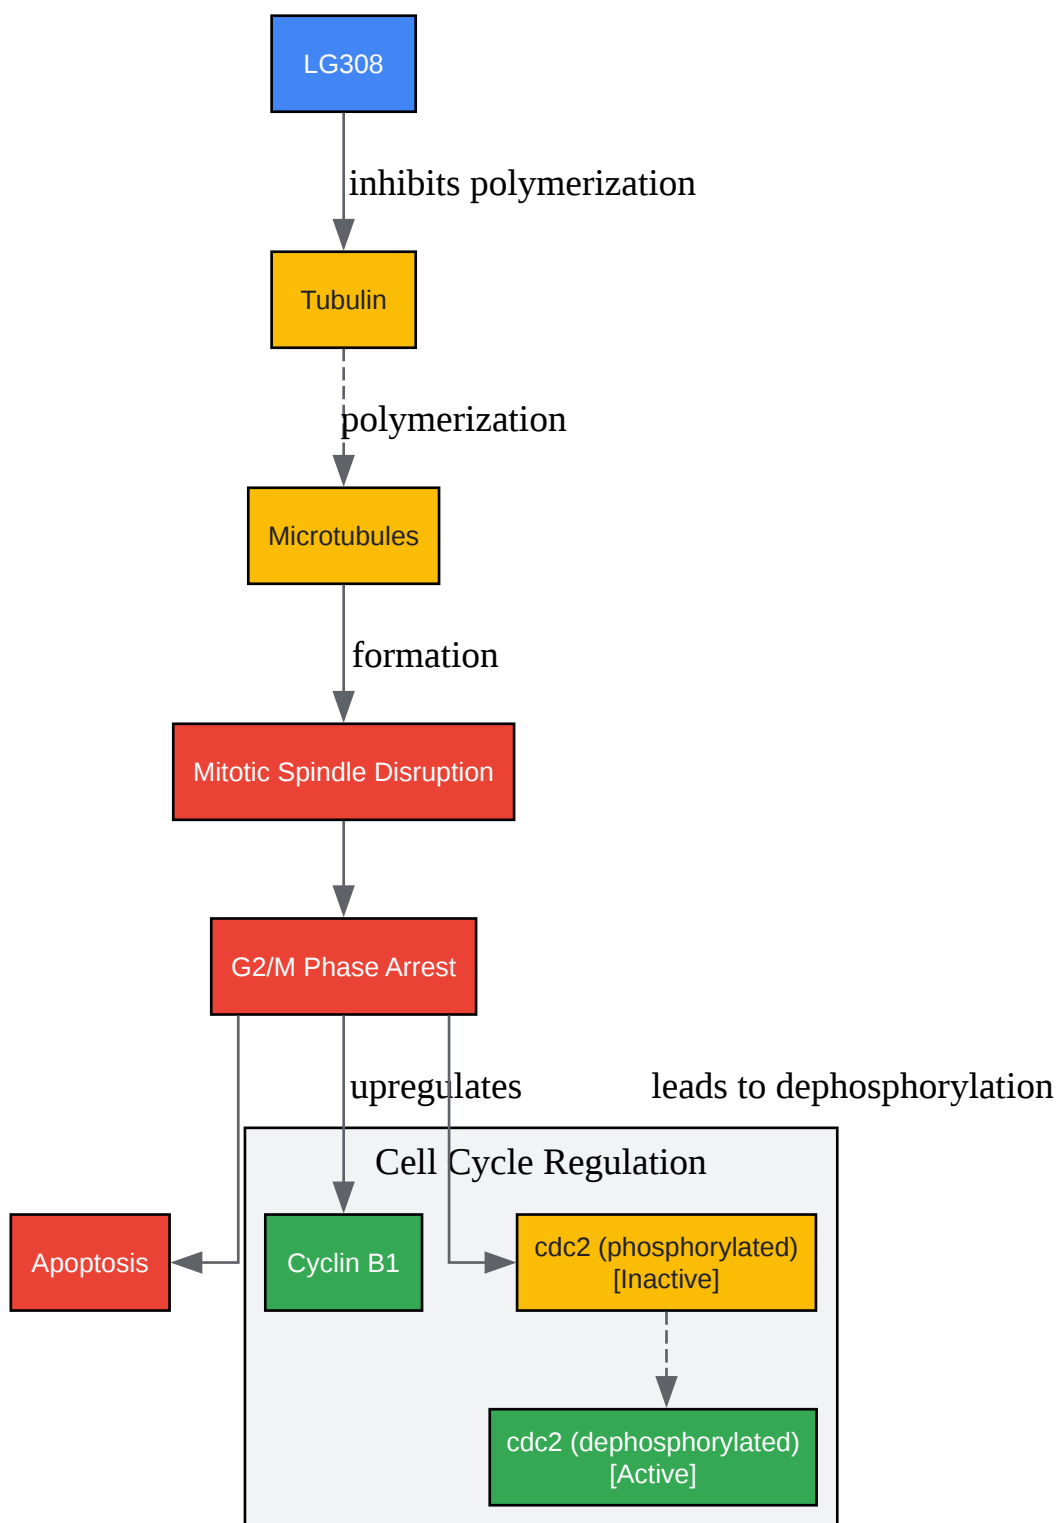 LG308
inhibits polymerization
Tubulin
polymerization
Microtubules
formation
Mitotic Spindle Disruption
G2/M Phase Arrest
upregulates
leads to dephosphorylation
Cell Cycle Regulation
Apoptosis
Cyclin B1
cdc2 (phosphorylated)
[Inactive]
cdc2 (dephosphorylated)
[Active]